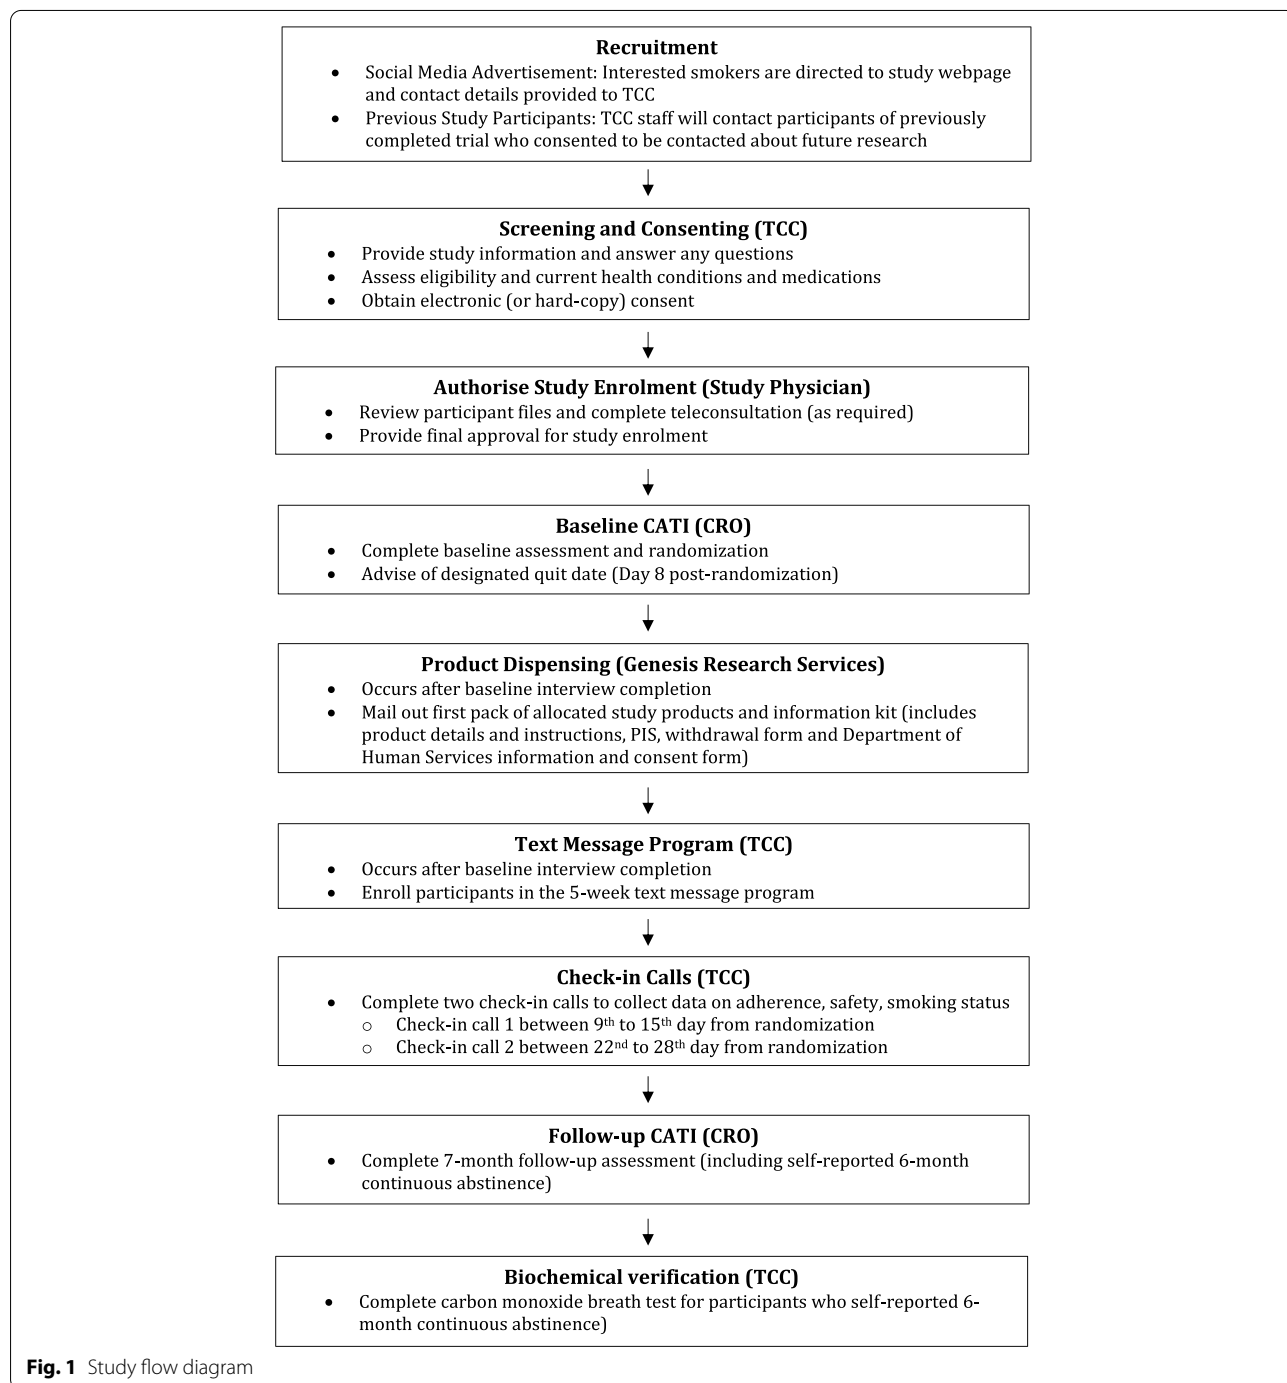 Recruitment
• Social Media Advertisement: Interested smokers are directed to study webpage
and contact details provided to TCC
• Previous Study Participants: TCC staff will contact participants of previously
completed trial who consented to be contacted about future research
Screening and Consenting (TCC)
• Provide study information and answer any questions
• Assess eligibility and current health conditions and medications
• Obtain electronic (or hard-copy) consent
Authorise Study Enrolment (Study Physician)
• Review participant files and complete teleconsultation (as required)
• Provide final approval for study enrolment
Baseline CATI (CRO)
• Complete baseline assessment and randomization
• Advise of designated quit date (Day 8 post-randomization)
Product Dispensing (Genesis Research Services)
• Occurs after baseline interview completion
• Mail out first pack of allocated study products and information kit (includes
product details and instructions, PIS, withdrawal form and Department of
Human Services information and consent form)
Text Message Program (TCC)
• Occurs after baseline interview completion
• Enroll participants in the 5-week text message program
Check-in Calls (TCC)
• Complete two check-in calls to collect data on adherence, safety, smoking status
o Check-in call 1 between 9th to 15th day from randomization
o Check-in call 2 between 22nd to 28th day from randomization
Follow-up CATI (CRO)
• Complete 7-month follow-up assessment (including self-reported 6-month
continuous abstinence)
Biochemical verification (TCC)
• Complete carbon monoxide breath test for participants who self-reported 6-
month continuous abstinence)
Fig. 1 Study flow diagram